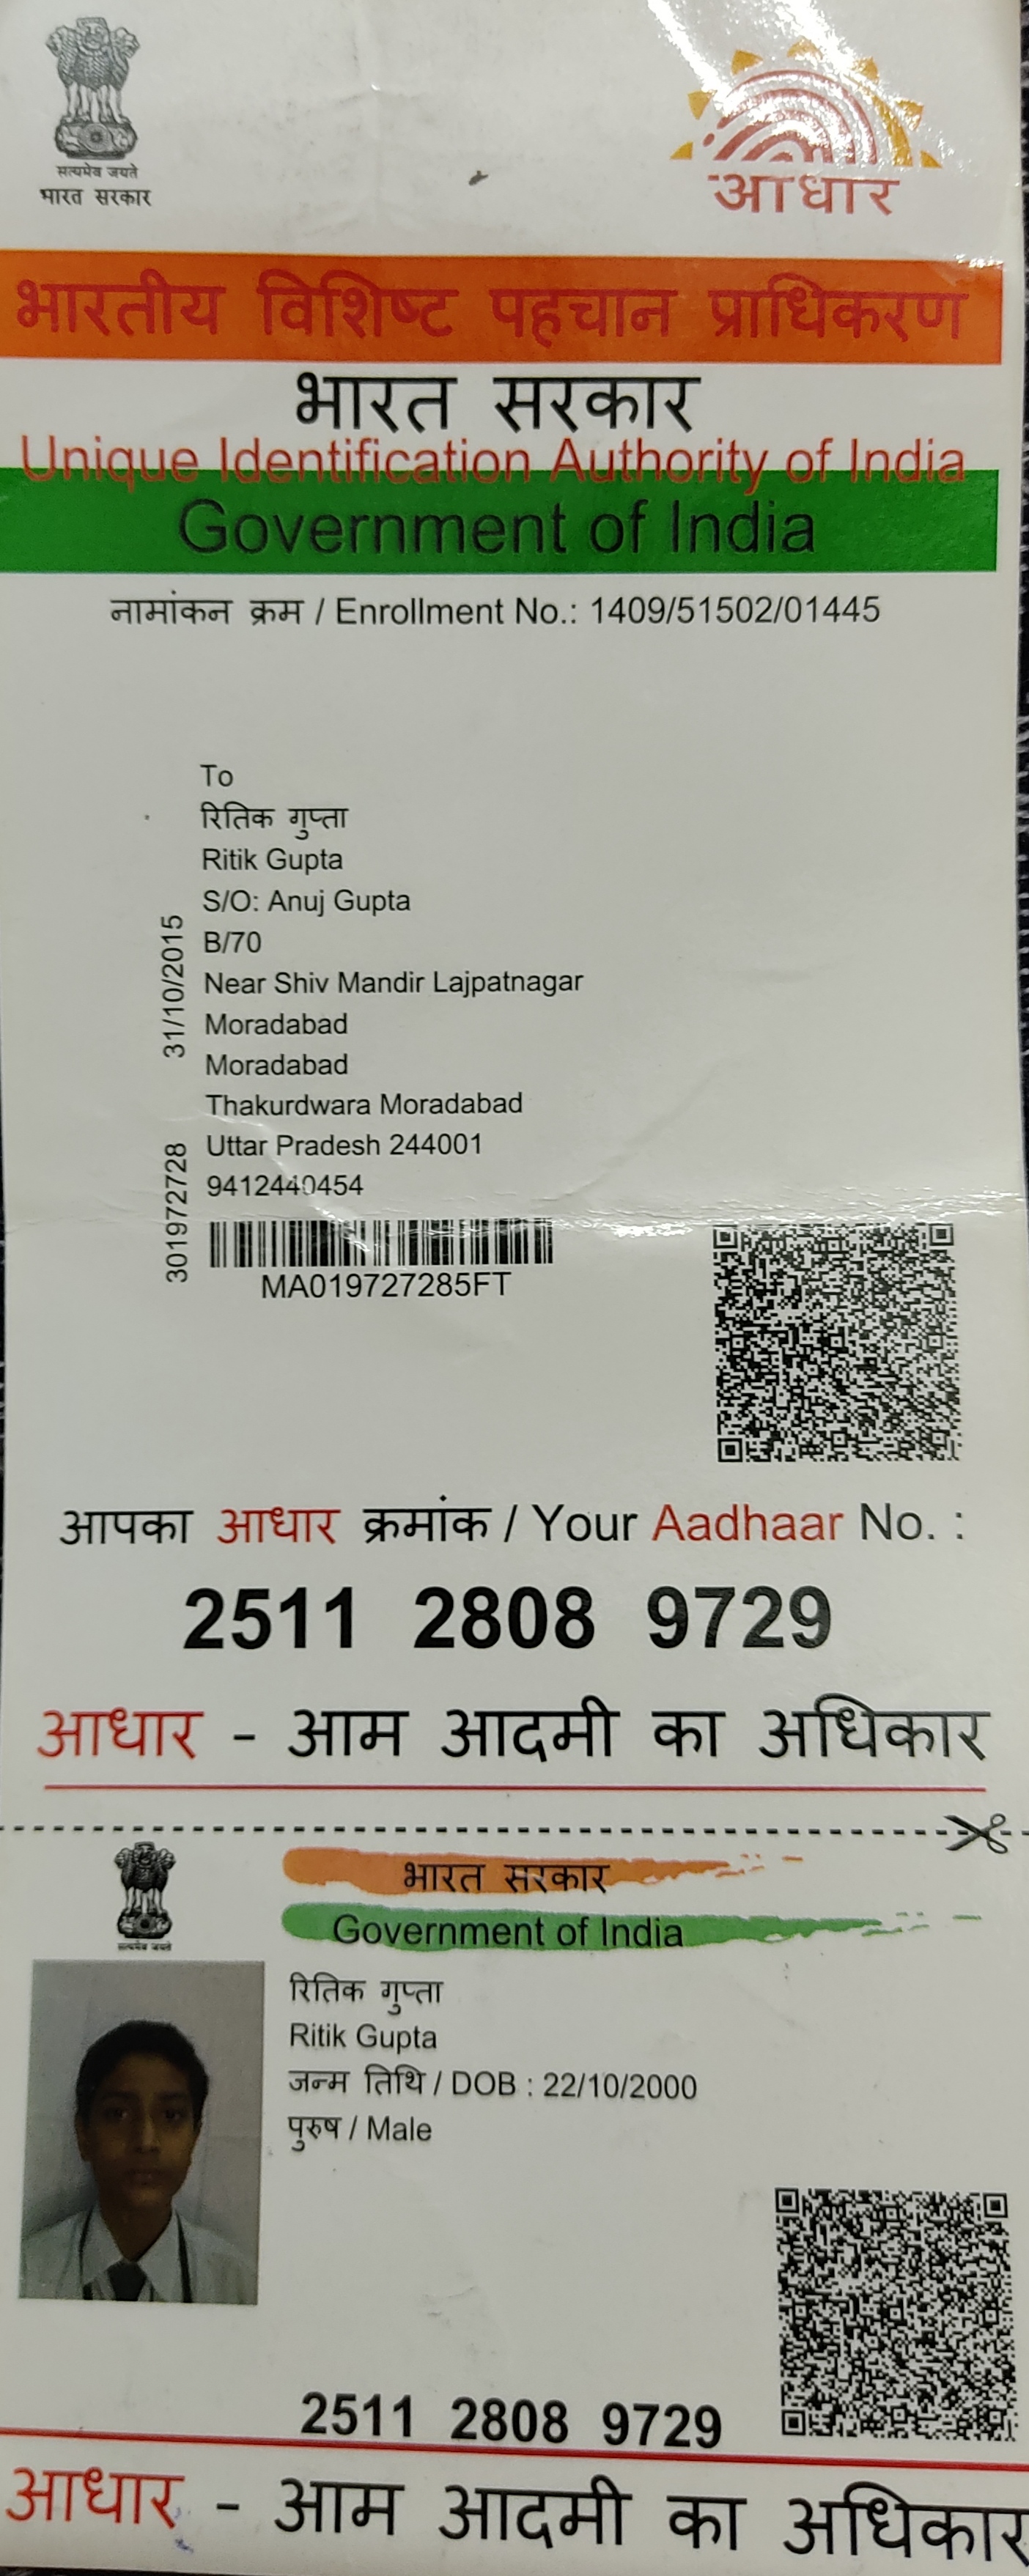 सत्यमेव जयते
भारत सरकार
आधार
भारतीय विशिष्ट पहचान प्राधिकरण
भारत सरकार
Unique Identification Authority of India
Government of India
नामांकन क्रम / Enrollment No.: 1409/51502/01445
To
रितिक गुप्ता
Ritik Gupta
S/O: Anuj Gupta
B/70
Near Shiv Mandir Lajpatnagar
Moradabad
Moradabad
Thakurdwara Moradabad
Uttar Pradesh 244001
9412440454
31/10/2015
301972728
MA019727285FT
आपका आधार क्रमांक / Your Aadhaar No. :
2511 2808 9729
आधार - आम आदमी का अधिकार
सत्यमेव जयते
भारत सरकार
Government of India
रितिक गुप्ता
Ritik Gupta
जन्म तिथि / DOB : 22/10/2000
पुरुष / Male
2511 2808 9729
आधार - आम आदमी का अधिकार